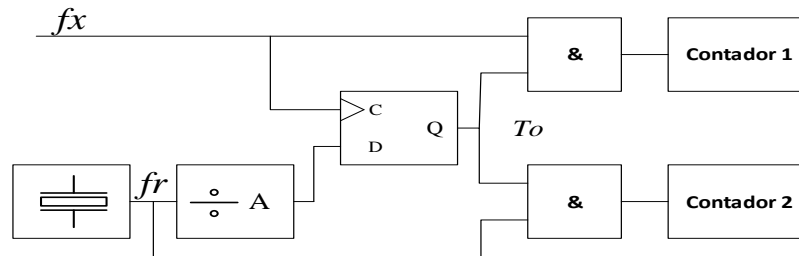 fx
& Contador 1
C
Q To
D
fr ÷ A
& Contador 2